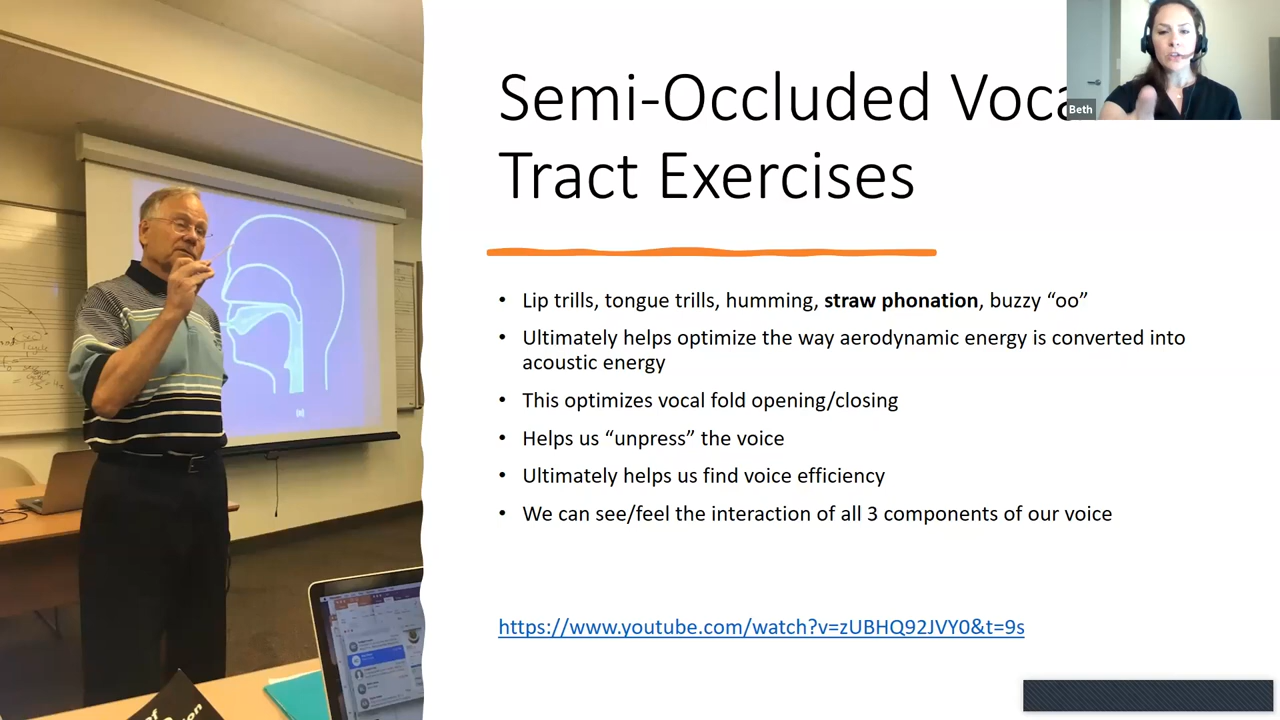 Semi-Occluded Voca
Tract Exercises
Beth
• Lip trills, tongue trills, humming, straw phonation, buzzy “oo”
• Ultimately helps optimize the way aerodynamic energy is converted into
acoustic energy
• This optimizes vocal fold opening/closing
• Helps us “unpress” the voice
• Ultimately helps us find voice efficiency
• We can see/feel the interaction of all 3 components of our voice
https://www.youtube.com/watch?v=zUBHQ92JVY0&t=9s